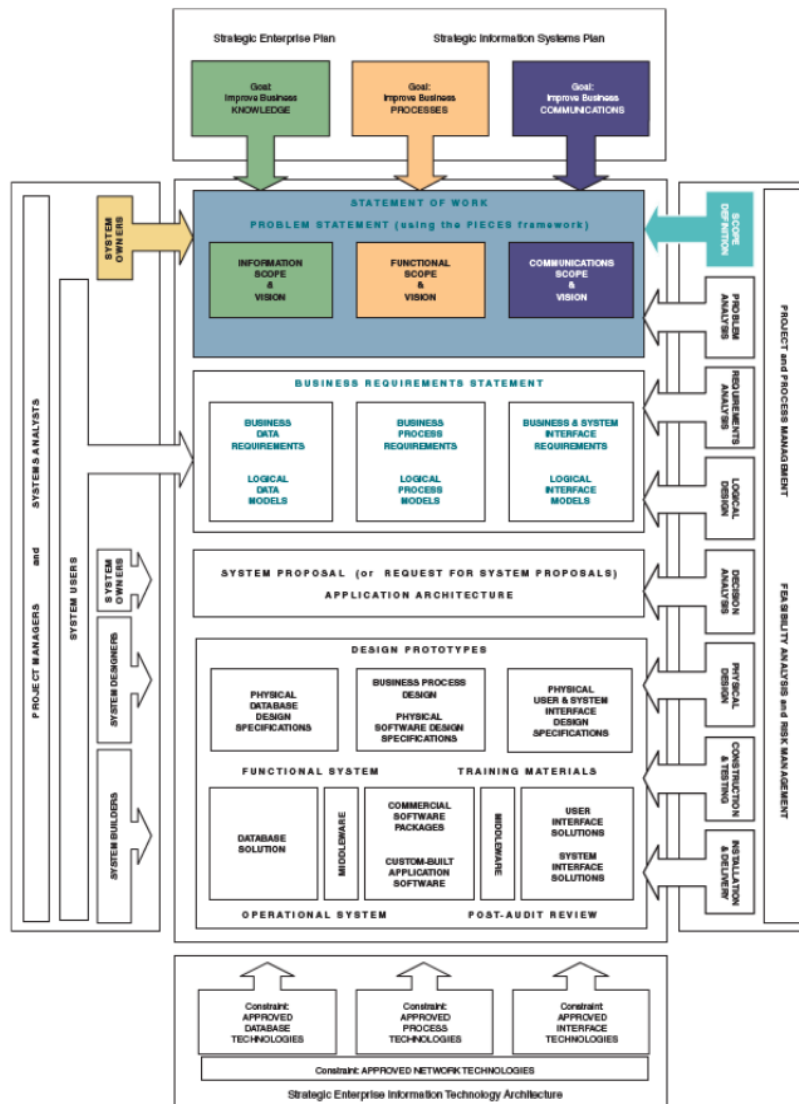 Strategic Enterprise Plan
Strategic Information Systems Plan
Goal:
Improve Business
KNOWLEDGE
Goal:
Improve Business
PROCESSES
Goal:
Improve Business
COMMUNICATIONS
PROJECT MANAGERS and SYSTEMS ANALYSTS
SYSTEM USERS
SYSTEM
OWNERS
SYSTEM
OWNERS
SYSTEM DESIGNERS
SYSTEM BUILDERS
STATEMENT OF WORK
PROBLEM STATEMENT (using the PIECES framework)
INFORMATION
SCOPE
&
VISION
FUNCTIONAL
SCOPE
&
VISION
COMMUNICATIONS
SCOPE
&
VISION
BUSINESS REQUIREMENTS STATEMENT
BUSINESS
DATA
REQUIREMENTS
LOGICAL
DATA
MODELS
BUSINESS
PROCESS
REQUIREMENTS
LOGICAL
PROCESS
MODELS
BUSINESS & SYSTEM
INTERFACE
REQUIREMENTS
LOGICAL
INTERFACE
MODELS
SYSTEM PROPOSAL (or REQUEST FOR SYSTEM PROPOSALS)
APPLICATION ARCHITECTURE
DESIGN PROTOTYPES
PHYSICAL
DATABASE
DESIGN
SPECIFICATIONS
BUSINESS PROCESS
DESIGN
PHYSICAL
SOFTWARE DESIGN
SPECIFICATIONS
PHYSICAL
USER & SYSTEM
INTERFACE
DESIGN
SPECIFICATIONS
FUNCTIONAL SYSTEM
TRAINING MATERIALS
DATABASE
SOLUTION
MIDDLEWARE
COMMERCIAL
SOFTWARE
PACKAGES
CUSTOM-BUILT
APPLICATION
SOFTWARE
MIDDLEWARE
USER
INTERFACE
SOLUTIONS
SYSTEM
INTERFACE
SOLUTIONS
OPERATIONAL SYSTEM
POST-AUDIT REVIEW
SCOPE
DEFINITION
PROBLEM
ANALYSIS
REQUIREMENTS
ANALYSIS
LOGICAL
DESIGN
DECISION
ANALYSIS
PHYSICAL
DESIGN
CONSTRUCTION
& TESTING
INSTALLATION
& DELIVERY
PROJECT and PROCESS MANAGEMENT
FEASIBILITY ANALYSIS and RISK MANAGEMENT
Constraint:
APPROVED
DATABASE
TECHNOLOGIES
Constraint:
APPROVED
PROCESS
TECHNOLOGIES
Constraint:
APPROVED
INTERFACE
TECHNOLOGIES
Constraint: APPROVED NETWORK TECHNOLOGIES
Strategic Enterprise Information Technology Architecture